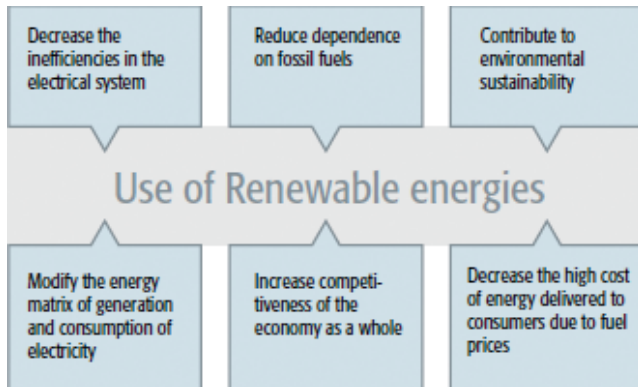 Decrease the
inefficiencies in the
electrical system
Reduce dependence
on fossil fuels
Contribute to
environmental
sustainability
Use of Renewable energies
Modify the energy
matrix of generation
and consumption of
electricity
Increase competi-
tiveness of the
economy as a whole
Decrease the high cost
of energy delivered to
consumers due to fuel
prices